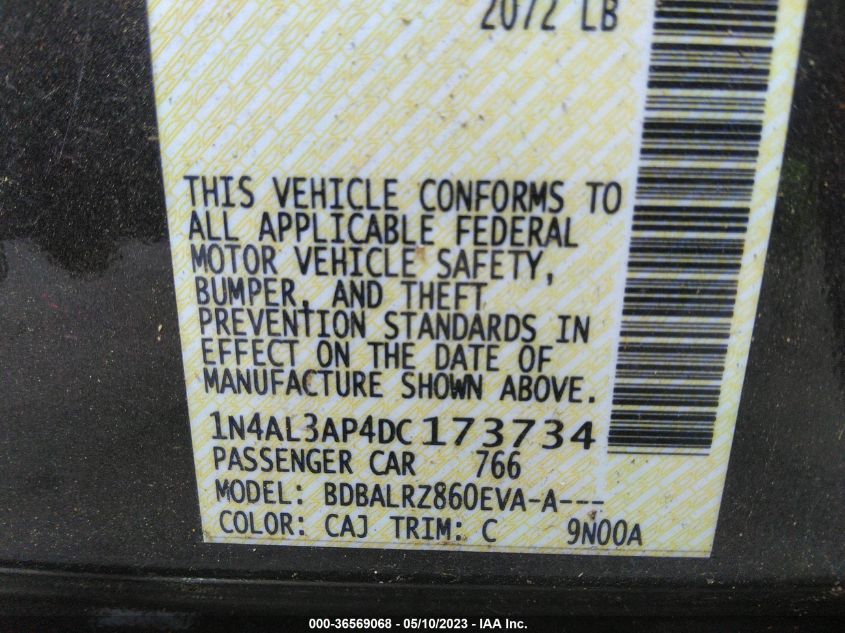 2072 LB
THIS VEHICLE CONFORMS TO
ALL APPLICABLE FEDERAL
MOTOR VEHICLE SAFETY,
BUMPER, AND THEFT
PREVENTION STANDARDS IN
EFFECT ON THE DATE OF
MANUFACTURE SHOWN ABOVE.
1N4AL3AP4DC173734
PASSENGER CAR 766
MODEL: BDBALRZ860EVA-A---
COLOR: CAJ TRIM: C 9N00A
000-36569068 - 05/10/2023 - IAA Inc.